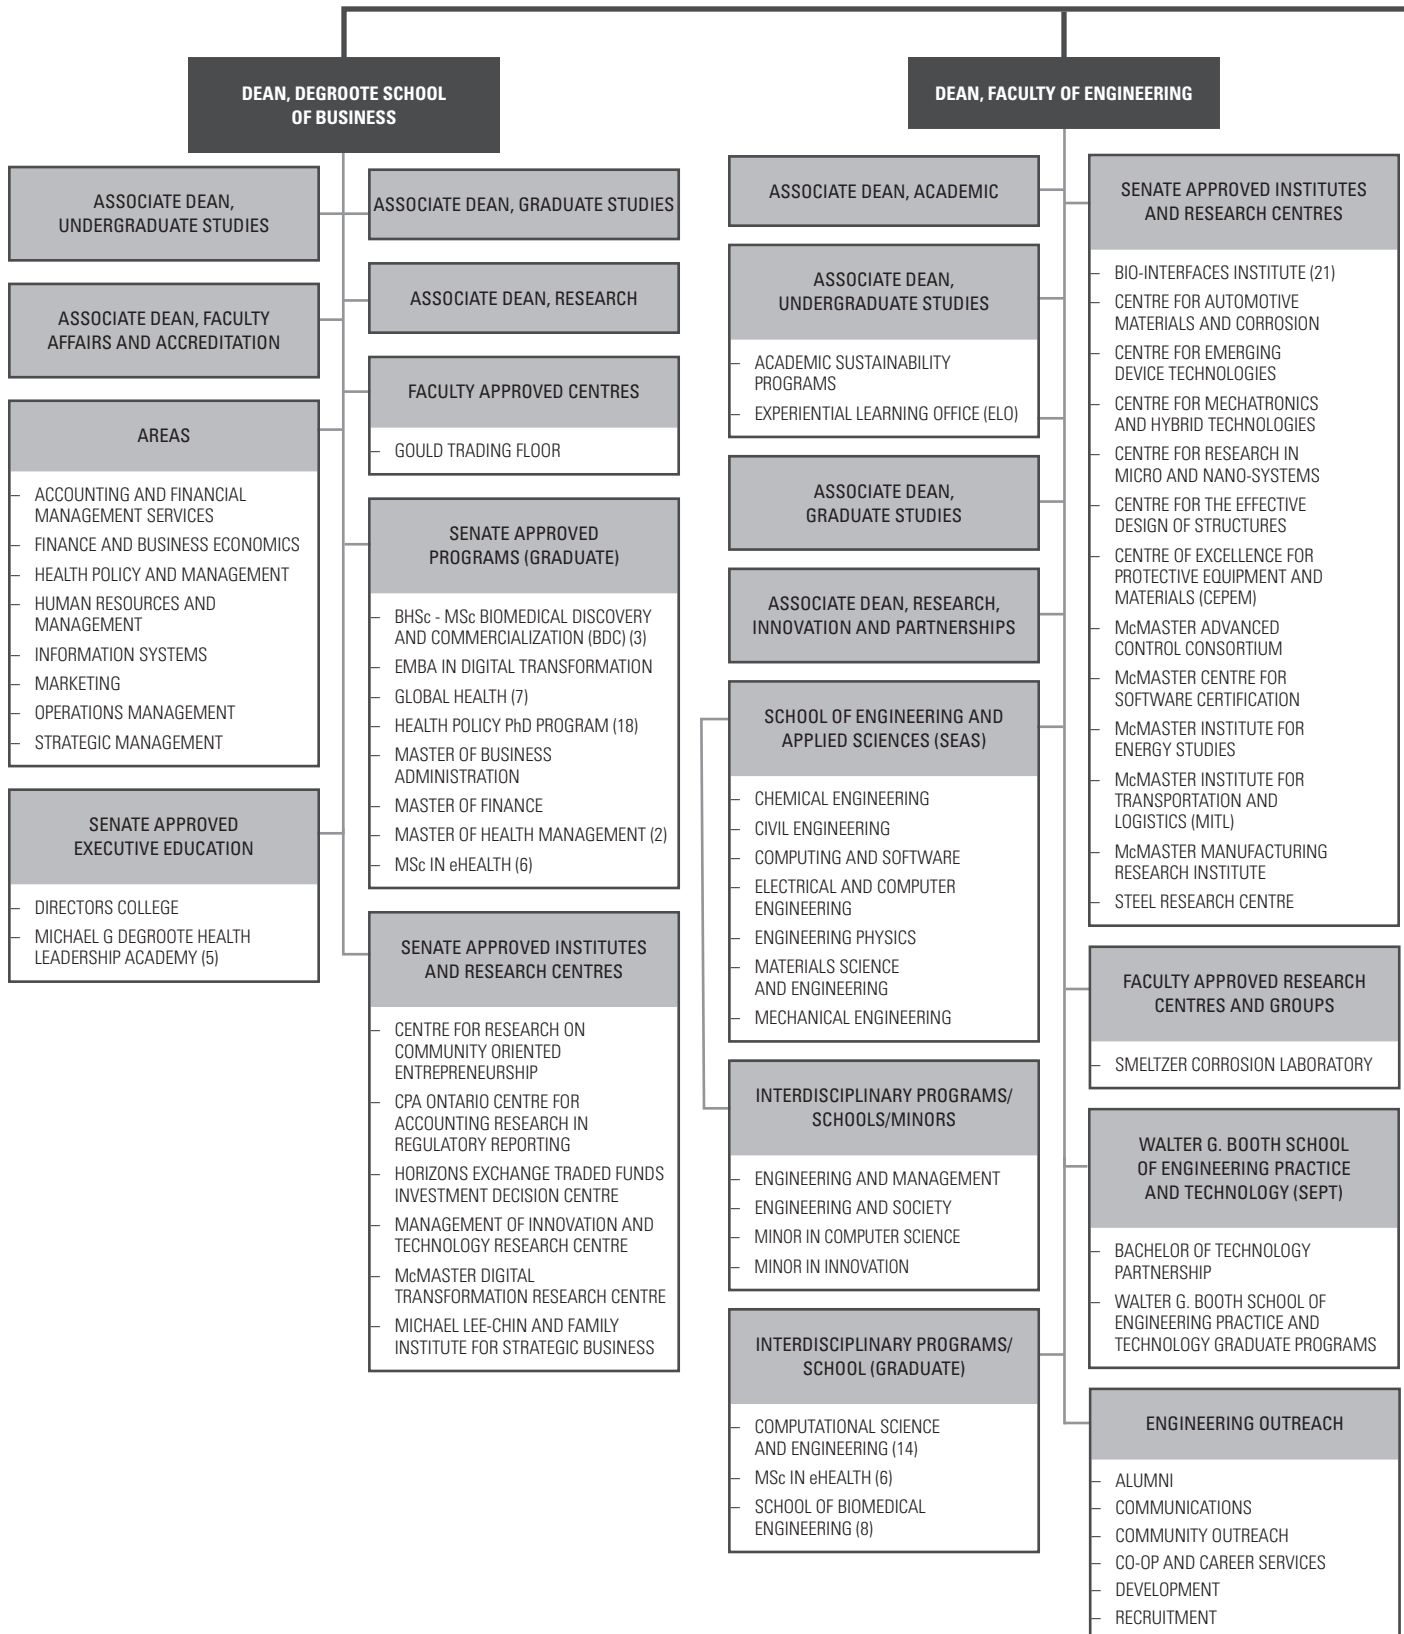 DEAN, DEGROOTE SCHOOL
OF BUSINESS
ASSOCIATE DEAN,
UNDERGRADUATE STUDIES
ASSOCIATE DEAN, FACULTY
AFFAIRS AND ACCREDITATION
AREAS
– ACCOUNTING AND FINANCIAL
MANAGEMENT SERVICES
– FINANCE AND BUSINESS ECONOMICS
– HEALTH POLICY AND MANAGEMENT
– HUMAN RESOURCES AND
MANAGEMENT
– INFORMATION SYSTEMS
– MARKETING
– OPERATIONS MANAGEMENT
– STRATEGIC MANAGEMENT
SENATE APPROVED
EXECUTIVE EDUCATION
– DIRECTORS COLLEGE
– MICHAEL G DEGROOTE HEALTH
LEADERSHIP ACADEMY (5)
ASSOCIATE DEAN, GRADUATE STUDIES
ASSOCIATE DEAN, RESEARCH
FACULTY APPROVED CENTRES
– GOULD TRADING FLOOR
SENATE APPROVED
PROGRAMS (GRADUATE)
– BHSc - MSc BIOMEDICAL DISCOVERY
AND COMMERCIALIZATION (BDC) (3)
– EMBA IN DIGITAL TRANSFORMATION
– GLOBAL HEALTH (7)
– HEALTH POLICY PhD PROGRAM (18)
– MASTER OF BUSINESS
ADMINISTRATION
– MASTER OF FINANCE
– MASTER OF HEALTH MANAGEMENT (2)
– MSc IN eHEALTH (6)
SENATE APPROVED INSTITUTES
AND RESEARCH CENTRES
– CENTRE FOR RESEARCH ON
COMMUNITY ORIENTED
ENTREPRENEURSHIP
– CPA ONTARIO CENTRE FOR
ACCOUNTING RESEARCH IN
REGULATORY REPORTING
– HORIZONS EXCHANGE TRADED FUNDS
INVESTMENT DECISION CENTRE
– MANAGEMENT OF INNOVATION AND
TECHNOLOGY RESEARCH CENTRE
– McMASTER DIGITAL
TRANSFORMATION RESEARCH CENTRE
– MICHAEL LEE-CHIN AND FAMILY
INSTITUTE FOR STRATEGIC BUSINESS
DEAN, FACULTY OF ENGINEERING
ASSOCIATE DEAN, ACADEMIC
ASSOCIATE DEAN,
UNDERGRADUATE STUDIES
– ACADEMIC SUSTAINABILITY
PROGRAMS
– EXPERIENTIAL LEARNING OFFICE (ELO)
ASSOCIATE DEAN,
GRADUATE STUDIES
ASSOCIATE DEAN, RESEARCH,
INNOVATION AND PARTNERSHIPS
SCHOOL OF ENGINEERING AND
APPLIED SCIENCES (SEAS)
– CHEMICAL ENGINEERING
– CIVIL ENGINEERING
– COMPUTING AND SOFTWARE
– ELECTRICAL AND COMPUTER
ENGINEERING
– ENGINEERING PHYSICS
– MATERIALS SCIENCE
AND ENGINEERING
– MECHANICAL ENGINEERING
INTERDISCIPLINARY PROGRAMS/
SCHOOLS/MINORS
– ENGINEERING AND MANAGEMENT
– ENGINEERING AND SOCIETY
– MINOR IN COMPUTER SCIENCE
– MINOR IN INNOVATION
INTERDISCIPLINARY PROGRAMS/
SCHOOL (GRADUATE)
– COMPUTATIONAL SCIENCE
AND ENGINEERING (14)
– MSc IN eHEALTH (6)
– SCHOOL OF BIOMEDICAL
ENGINEERING (8)
SENATE APPROVED INSTITUTES
AND RESEARCH CENTRES
– BIO-INTERFACES INSTITUTE (21)
– CENTRE FOR AUTOMOTIVE
MATERIALS AND CORROSION
– CENTRE FOR EMERGING
DEVICE TECHNOLOGIES
– CENTRE FOR MECHATRONICS
AND HYBRID TECHNOLOGIES
– CENTRE FOR RESEARCH IN
MICRO AND NANO-SYSTEMS
– CENTRE FOR THE EFFECTIVE
DESIGN OF STRUCTURES
– CENTRE OF EXCELLENCE FOR
PROTECTIVE EQUIPMENT AND
MATERIALS (CEPEM)
– McMASTER ADVANCED
CONTROL CONSORTIUM
– McMASTER CENTRE FOR
SOFTWARE CERTIFICATION
– McMASTER INSTITUTE FOR
ENERGY STUDIES
– McMASTER INSTITUTE FOR
TRANSPORTATION AND
LOGISTICS (MITL)
– McMASTER MANUFACTURING
RESEARCH INSTITUTE
– STEEL RESEARCH CENTRE
FACULTY APPROVED RESEARCH
CENTRES AND GROUPS
– SMELTZER CORROSION LABORATORY
WALTER G. BOOTH SCHOOL
OF ENGINEERING PRACTICE
AND TECHNOLOGY (SEPT)
– BACHELOR OF TECHNOLOGY
PARTNERSHIP
– WALTER G. BOOTH SCHOOL OF
ENGINEERING PRACTICE AND
TECHNOLOGY GRADUATE PROGRAMS
ENGINEERING OUTREACH
– ALUMNI
– COMMUNICATIONS
– COMMUNITY OUTREACH
– CO-OP AND CAREER SERVICES
– DEVELOPMENT
– RECRUITMENT